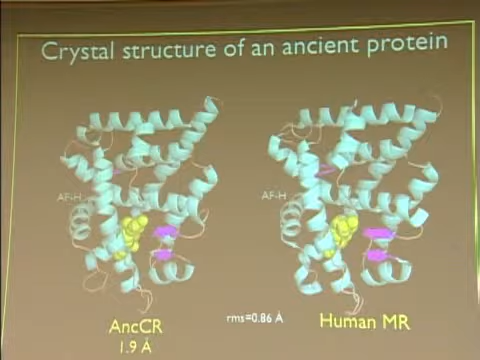 Crystal structure of an ancient protein
AF-H
AF-H
AncCR
1.9 Å
rms=0.86 Å
Human MR